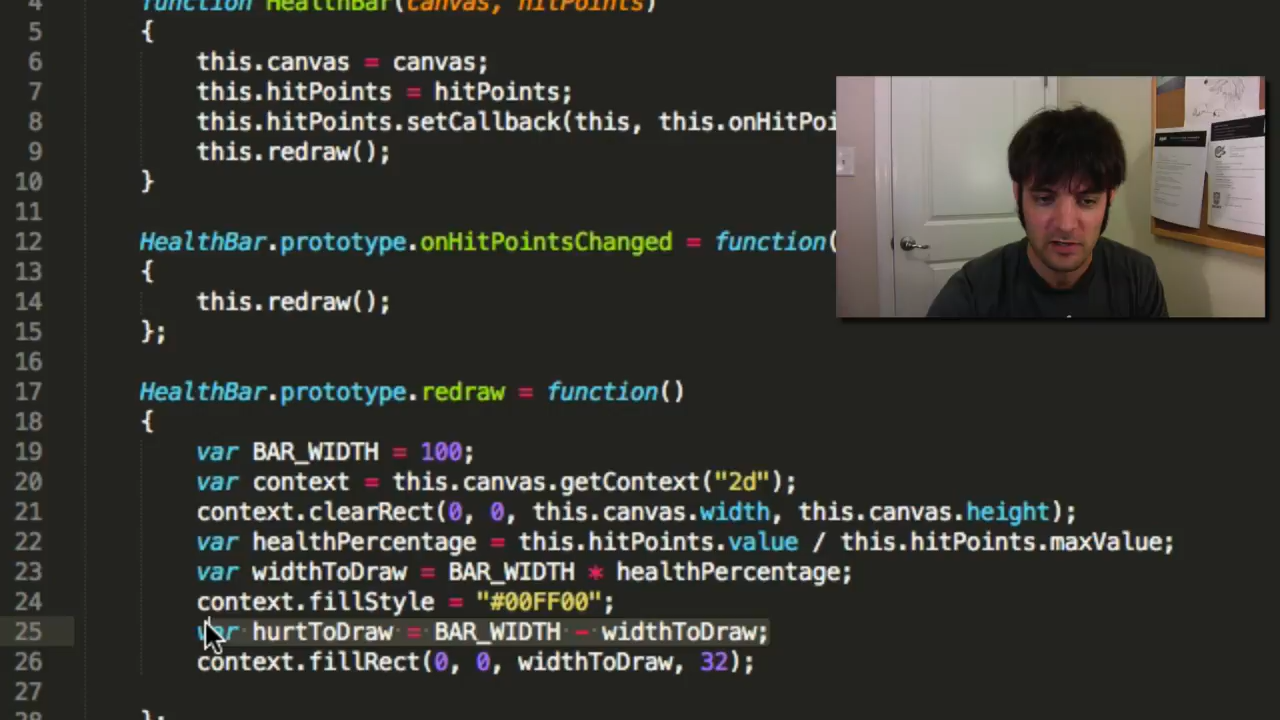 4 function HealthBar(canvas, hitPoints)
5 {
6 this.canvas = canvas;
7 this.hitPoints = hitPoints;
8 this.hitPoints.setCallback(this, this.onHitPoi
9 this.redraw();
10 }
11
12 HealthBar.prototype.onHitPointsChanged = function(
13 {
14 this.redraw();
15 };
16
17 HealthBar.prototype.redraw = function()
18 {
19 var BAR_WIDTH = 100;
20 var context = this.canvas.getContext("2d");
21 context.clearRect(0, 0, this.canvas.width, this.canvas.height);
22 var healthPercentage = this.hitPoints.value / this.hitPoints.maxValue;
23 var widthToDraw = BAR_WIDTH * healthPercentage;
24 context.fillStyle = "#00FF00";
25 var hurtToDraw = BAR_WIDTH - widthToDraw;
26 context.fillRect(0, 0, widthToDraw, 32);
27
28 };